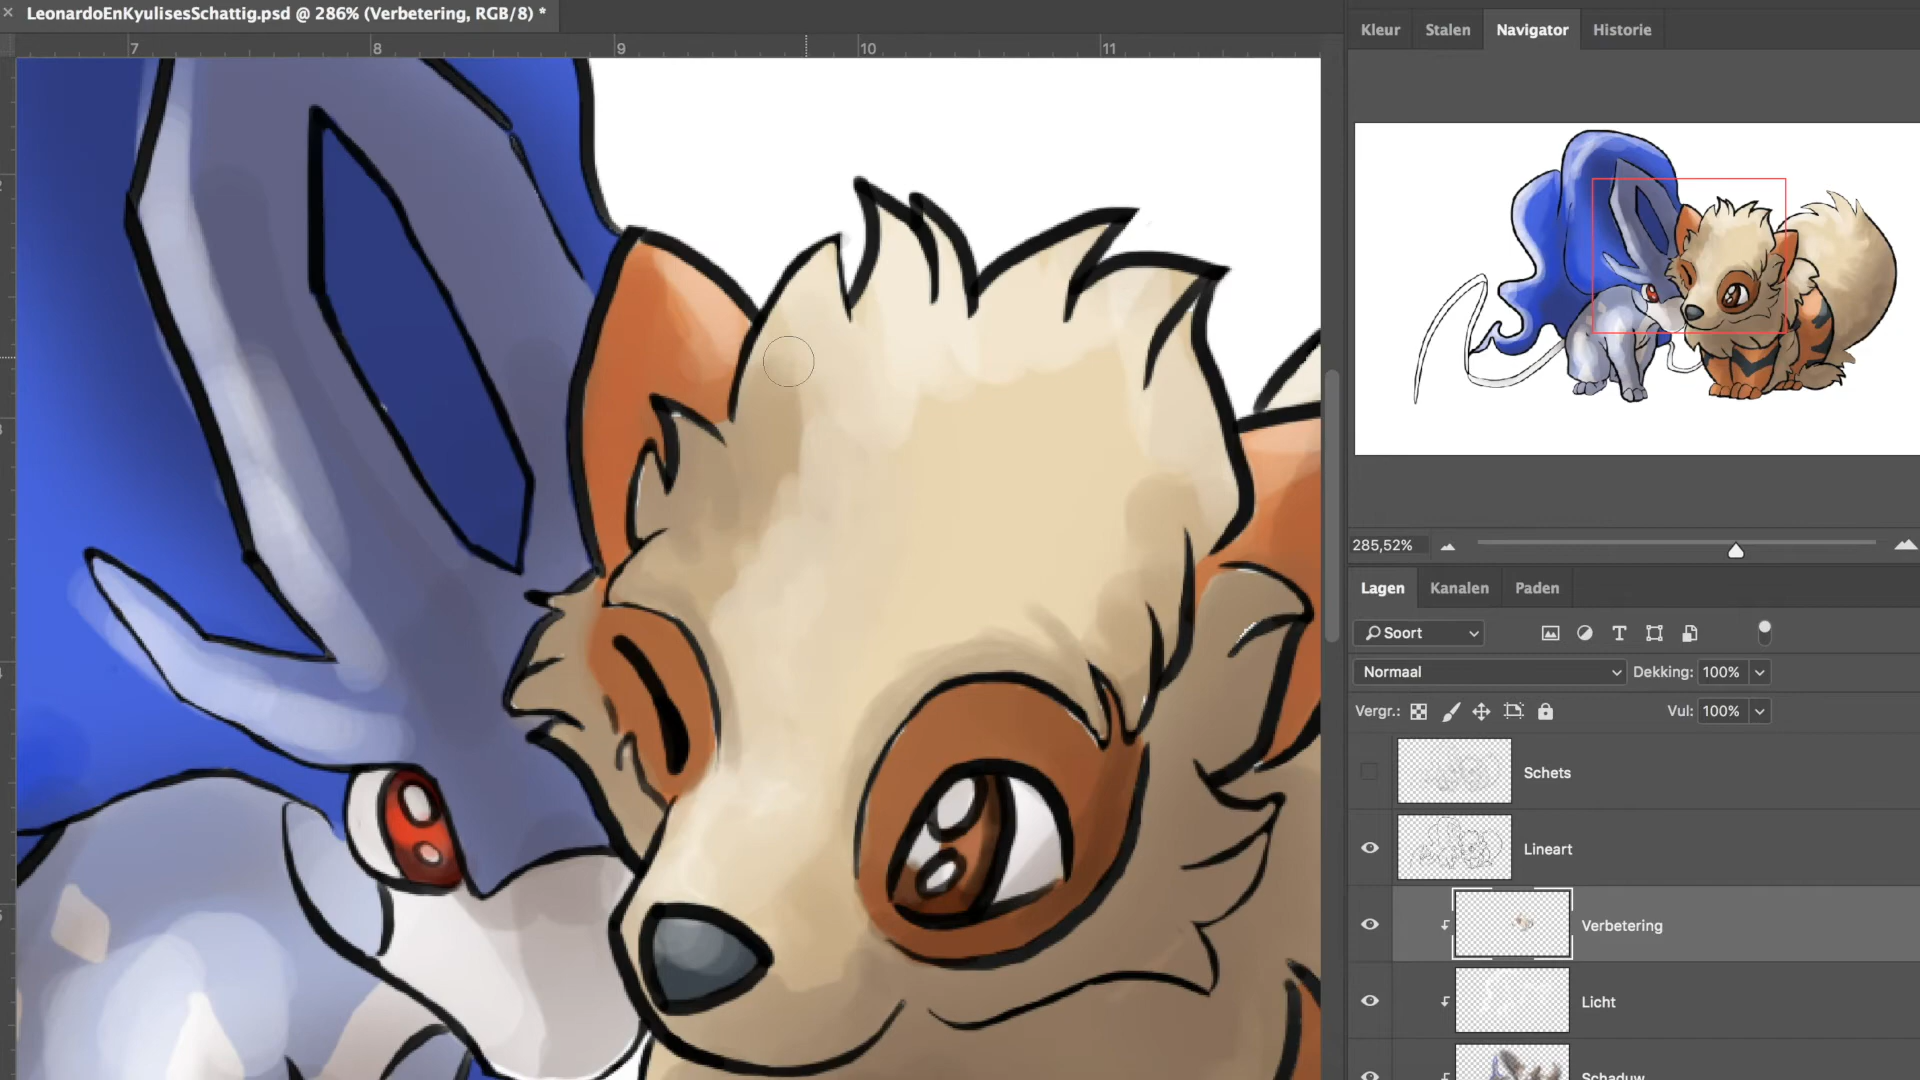 LeonardoEnKyulisesSchattig.psd @ 286% (Verbetering, RGB/8) *
7 8 9 10 11
Kleur Stalen Navigator Historie
285,52%
Lagen Kanalen Paden
Soort
Normaal Dekking: 100%
Vergr.: Vul: 100%
Schets
Lineart
Verbetering
Licht
Schaduw